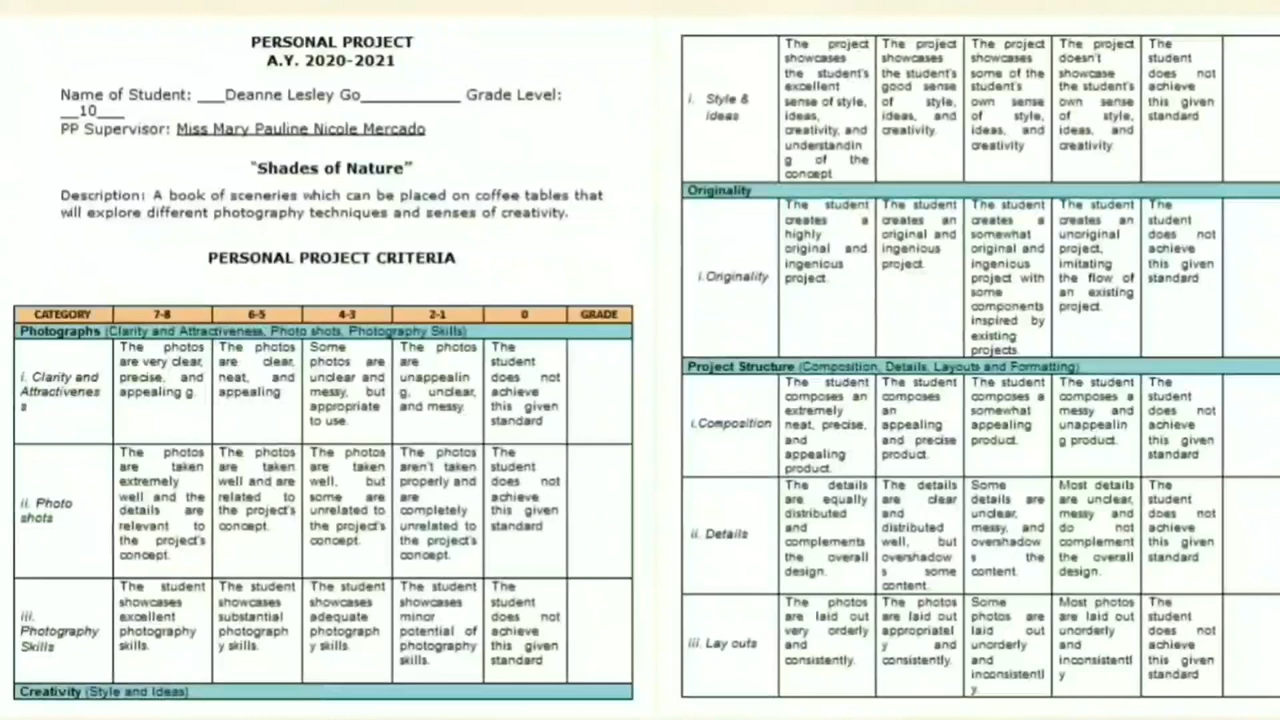 PERSONAL PROJECT
A.Y. 2020-2021
Name of Student: ___Deanne Lesley Go___________ Grade Level:
__10___
PP Supervisor: Miss Mary Pauline Nicole Mercado
"Shades of Nature"
Description: A book of sceneries which can be placed on coffee tables that
will explore different photography techniques and senses of creativity.
PERSONAL PROJECT CRITERIA
CATEGORY 7-8 6-5 4-3 2-1 0 GRADE
Photographs (Clarity and Attractiveness, Photo shots, Photography Skills)
i. Clarity and
Attractivenes
s
The photos
are very clear,
precise, and
appealing g.
The photos
are clear,
neat, and
appealing
Some
photos are
unclear and
messy, but
appropriate
to use.
The photos
are
unappealin
g, unclear,
and messy.
The
student
does not
achieve
this given
standard
ii. Photo
shots
The photos
are taken
extremely
well and the
details are
relevant to
the project's
concept.
The photos
are taken
well and are
related to
the project's
concept.
The photos
are taken
well, but
some are
unrelated to
the project's
concept.
The photos
aren't taken
properly and
are
completely
unrelated to
the project's
concept.
The
student
does not
achieve
this given
standard
iii.
Photography
Skills
The student
showcases
excellent
photography
skills.
The student
showcases
substantial
photograph
y skills.
The student
showcases
adequate
photograph
y skills.
The student
showcases
minor
potential of
photography
skills.
The
student
does not
achieve
this given
standard
Creativity (Style and Ideas)
i. Style &
ideas
The project
showcases
the student's
excellent
sense of style,
ideas,
creativity, and
understandin
g of the
concept
The project
showcases
the student's
good sense
of style,
ideas, and
creativity.
The project
showcases
some of the
student's
own sense
of style,
ideas, and
creativity
The project
doesn't
showcase
the student's
own sense
of style,
ideas, and
creativity.
The
student
does not
achieve
this given
standard
Originality
i.Originality
The student
creates a
highly
original and
ingenious
project.
The student
creates an
original and
ingenious
project.
The student
creates a
somewhat
original and
ingenious
project with
some
components
inspired by
existing
projects.
The student
creates an
unoriginal
project,
imitating
the flow of
an existing
project.
The
student
does not
achieve
this given
standard
Project Structure (Composition, Details, Layouts and Formatting)
i.Composition
The student
composes an
extremely
neat, precise,
and
appealing
product.
The student
composes
an
appealing
and precise
product.
The student
composes a
somewhat
appealing
product.
The student
composes a
messy and
unappealin
g product.
The
student
does not
achieve
this given
standard
ii. Details
The details
are equally
distributed
and
complements
the overall
design.
The details
are clear
and
distributed
well, but
overshadow
s some
content.
Some
details are
unclear,
messy, and
overshadow
s the
content.
Most details
are unclear,
messy and
do not
complement
the overall
design.
The
student
does not
achieve
this given
standard
iii. Lay outs
The photos
are laid out
very orderly
and
consistently.
The photos
are laid out
appropriatel
y and
consistently.
Some
photos are
laid out
unorderly
and
inconsistentl
y.
Most photos
are laid out
unorderly
and
inconsistentl
y
The
student
does not
achieve
this given
standard